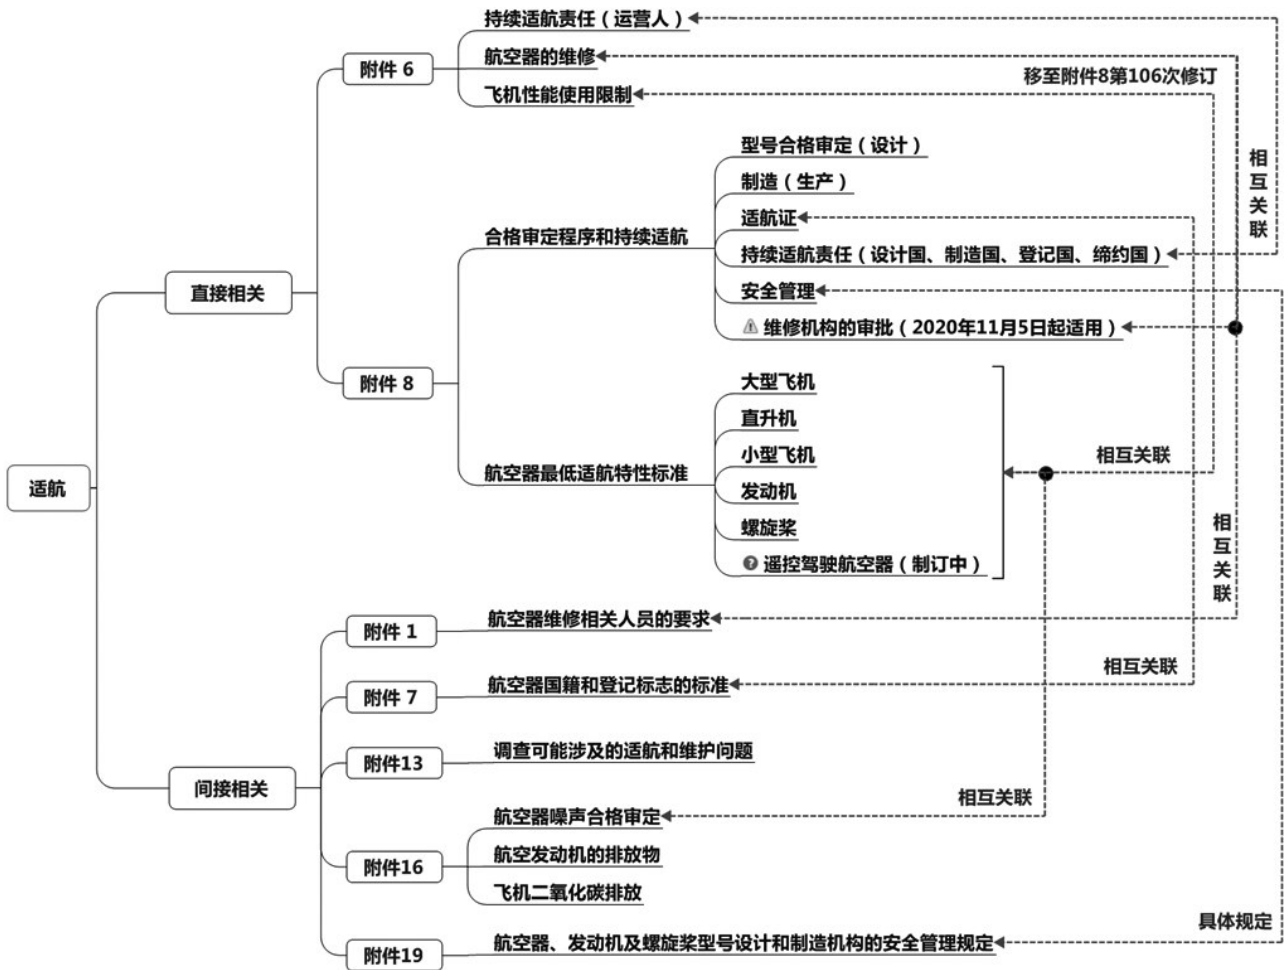 持续适航责任（运营人）
附件 6
航空器的维修
移至附件8第106次修订
飞机性能使用限制
型号合格审定（设计）
制造（生产）
相互关联
适航证
合格审定程序和持续适航
持续适航责任（设计国、制造国、登记国、缔约国）
直接相关
安全管理
维修机构的审批（2020年11月5日起适用）
附件 8
大型飞机
直升机
小型飞机
相互关联
航空器最低适航特性标准
适航
发动机
螺旋桨
相互关联
遥控驾驶航空器（制订中）
附件 1
航空器维修相关人员的要求
相互关联
附件 7
航空器国籍和登记标志的标准
附件13
调查可能涉及的适航和维护问题
间接相关
相互关联
航空器噪声合格审定
附件16
航空发动机的排放物
飞机二氧化碳排放
具体规定
附件19
航空器、发动机及螺旋桨型号设计和制造机构的安全管理规定